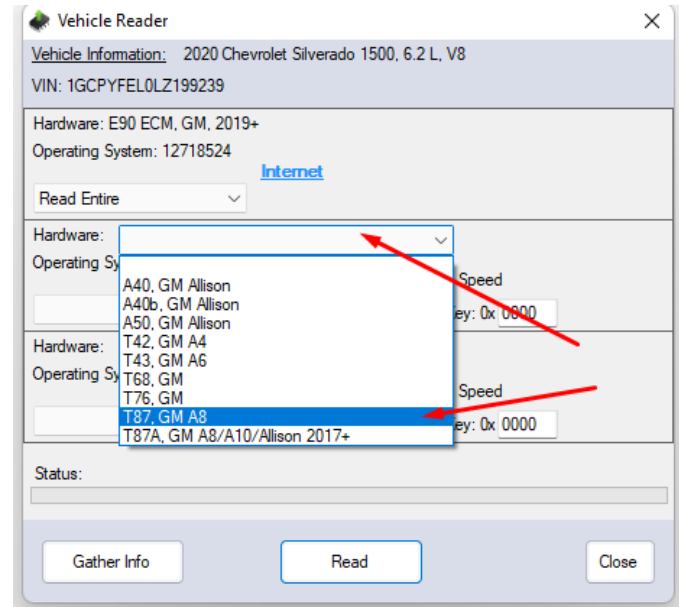 Vehicle Reader
Vehicle Information: 2020 Chevrolet Silverado 1500, 6.2 L, V8
VIN: 1GCPYFEL0LZ199239
Hardware: E90 ECM, GM, 2019+
Operating System: 12718524
Internet
Read Entire
Hardware:
Operating Sy
A40, GM Allison
Speed
A40b, GM Allison
A50, GM Allison
ey: 0x 0000
T42, GM A4
Hardware:
T43, GM A6
Operating Sy
T68, GM
T76, GM
Speed
T87, GM A8
ey: 0x 0000
T87A, GM A8/A10/Allison 2017+
Status:
Gather Info Read Close